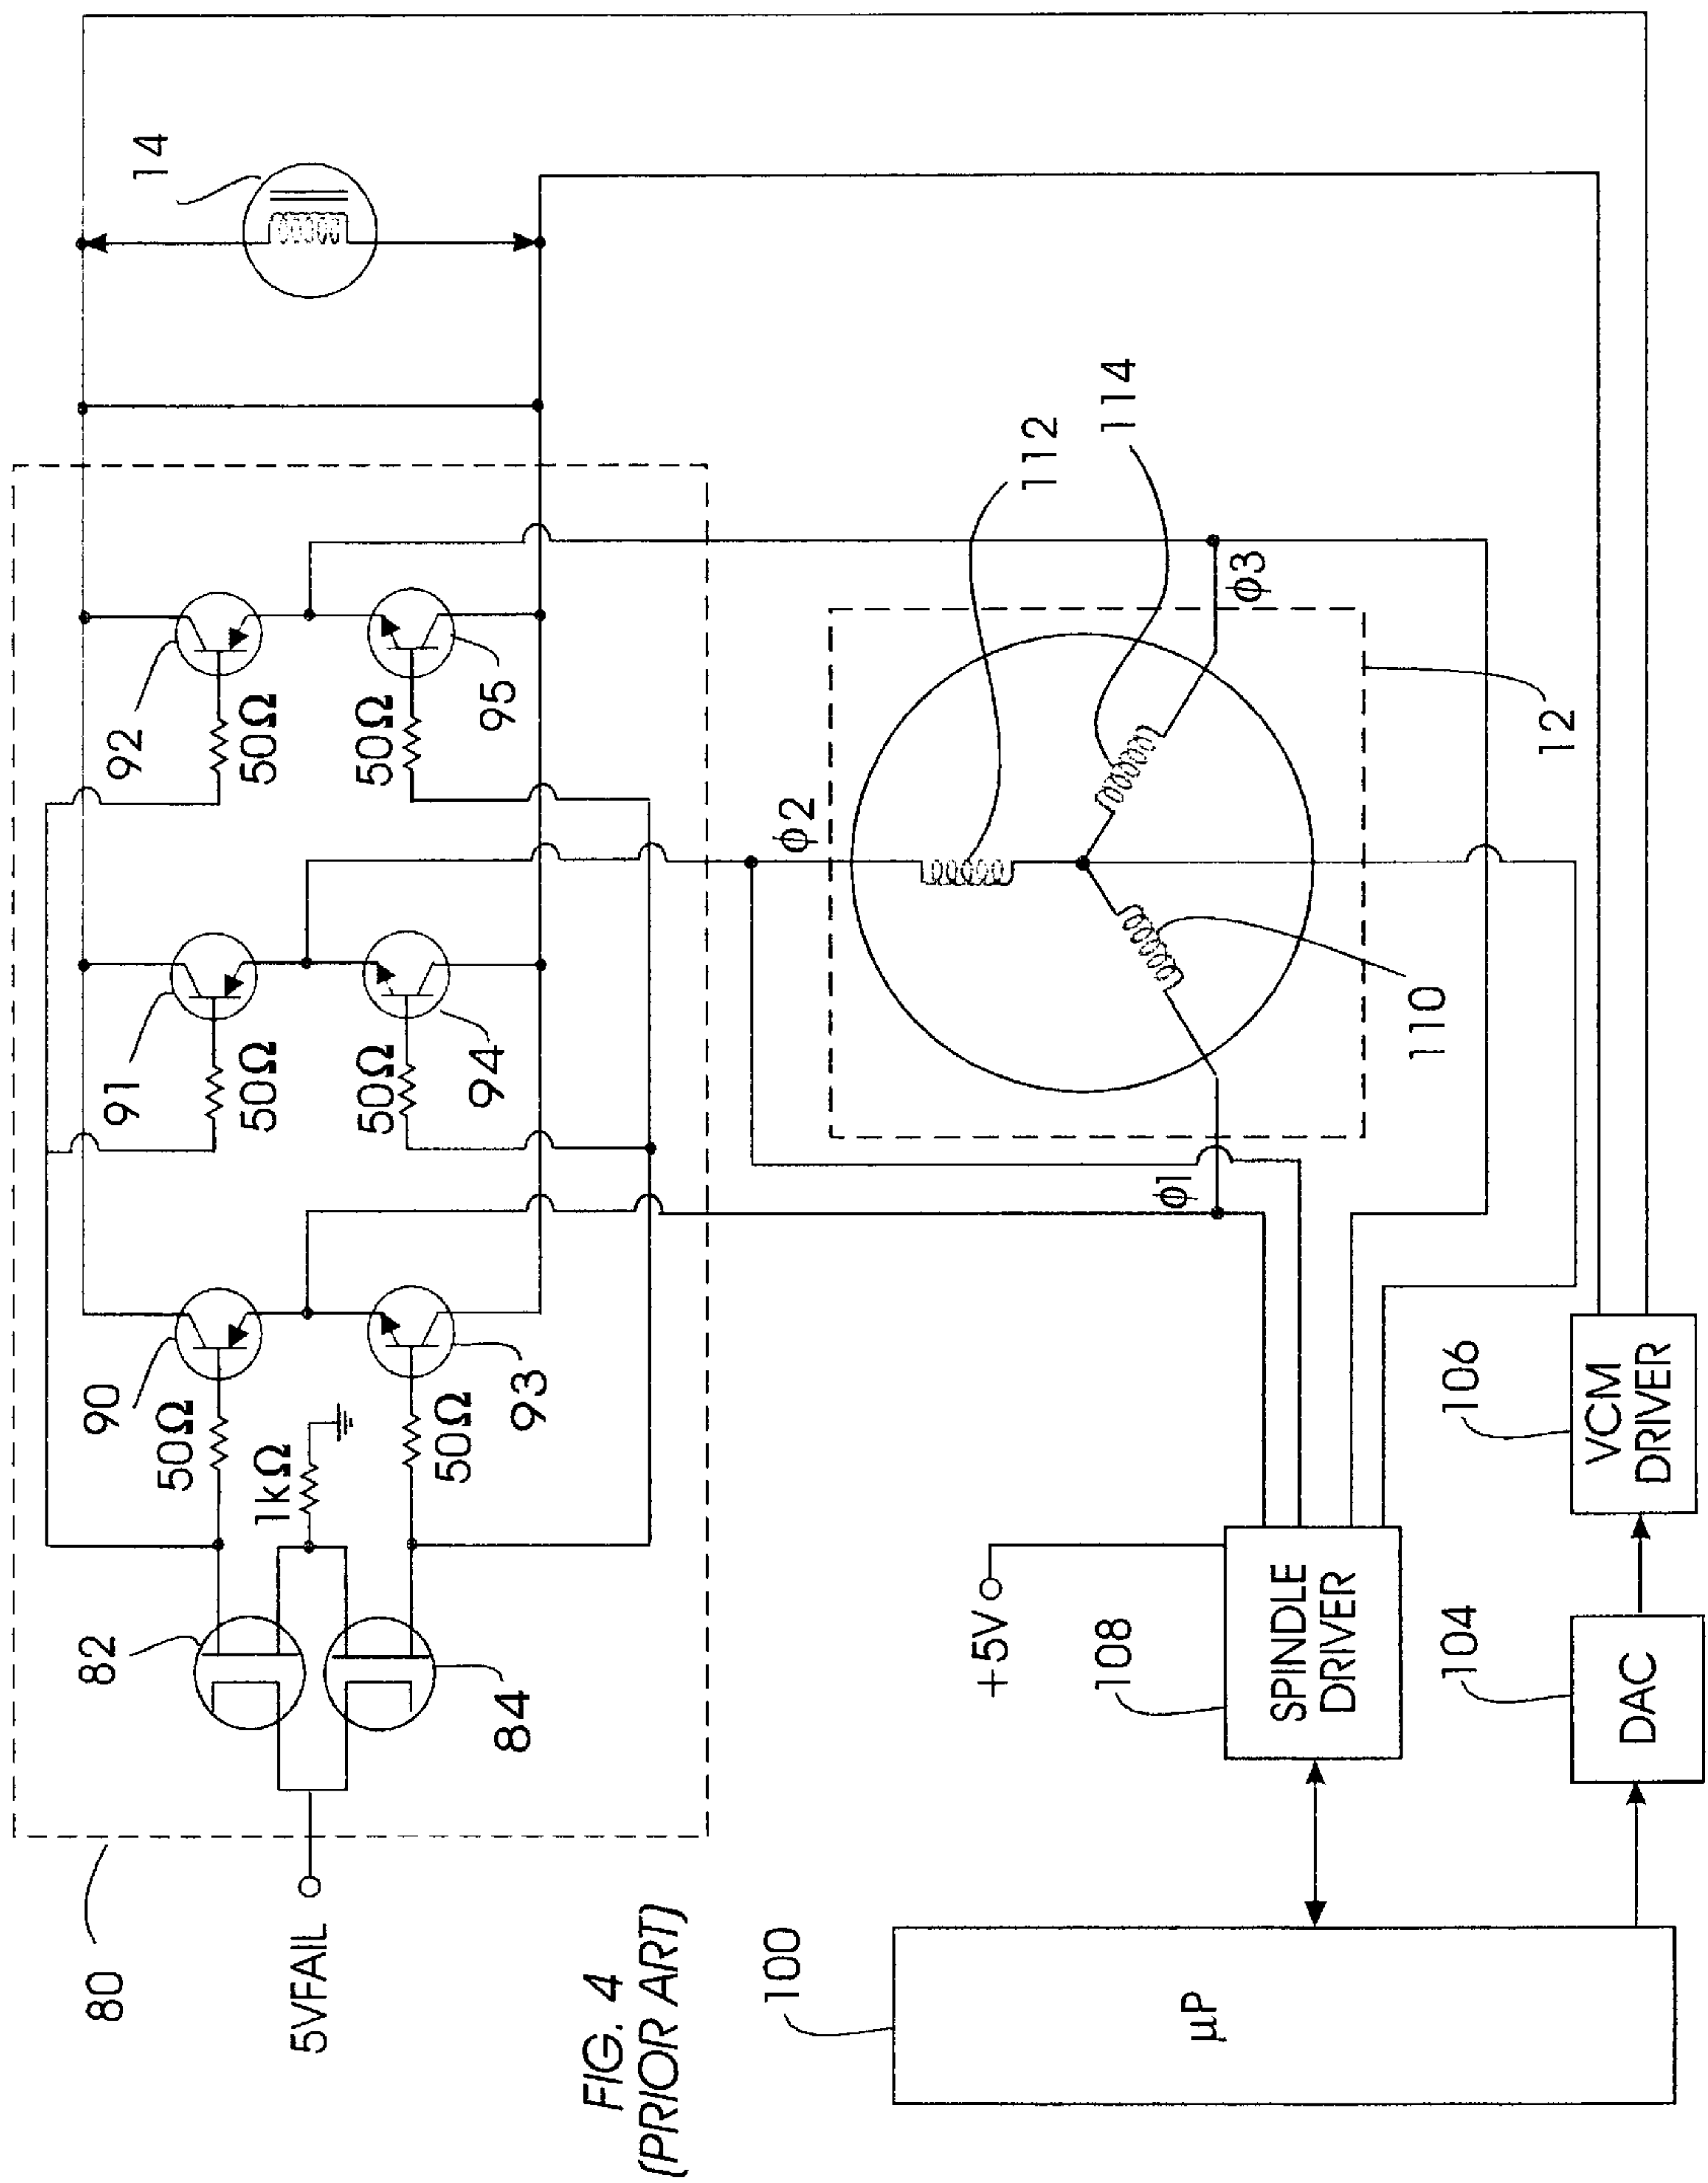 14
92
50Ω
50Ω
95
91
50Ω
50Ω
94
90
50Ω
1kΩ
50Ω
93
82
84
80
5VFAIL
112
114
ϕ2
ϕ3
ϕ1
110
12
+5V
108
SPINDLE
DRIVER
106
VCM
DRIVER
104
DAC
100
µP
FIG. 4
(PRIOR ART)